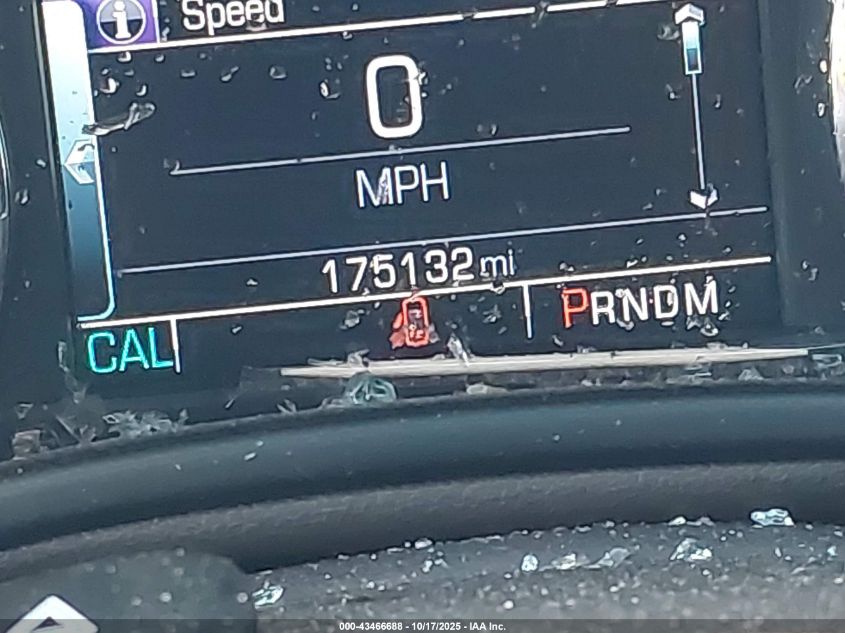 Speed
0
MPH
175132 mi
PRNDM
CAL
000-43466688 - 10/17/2025 - IAA Inc.